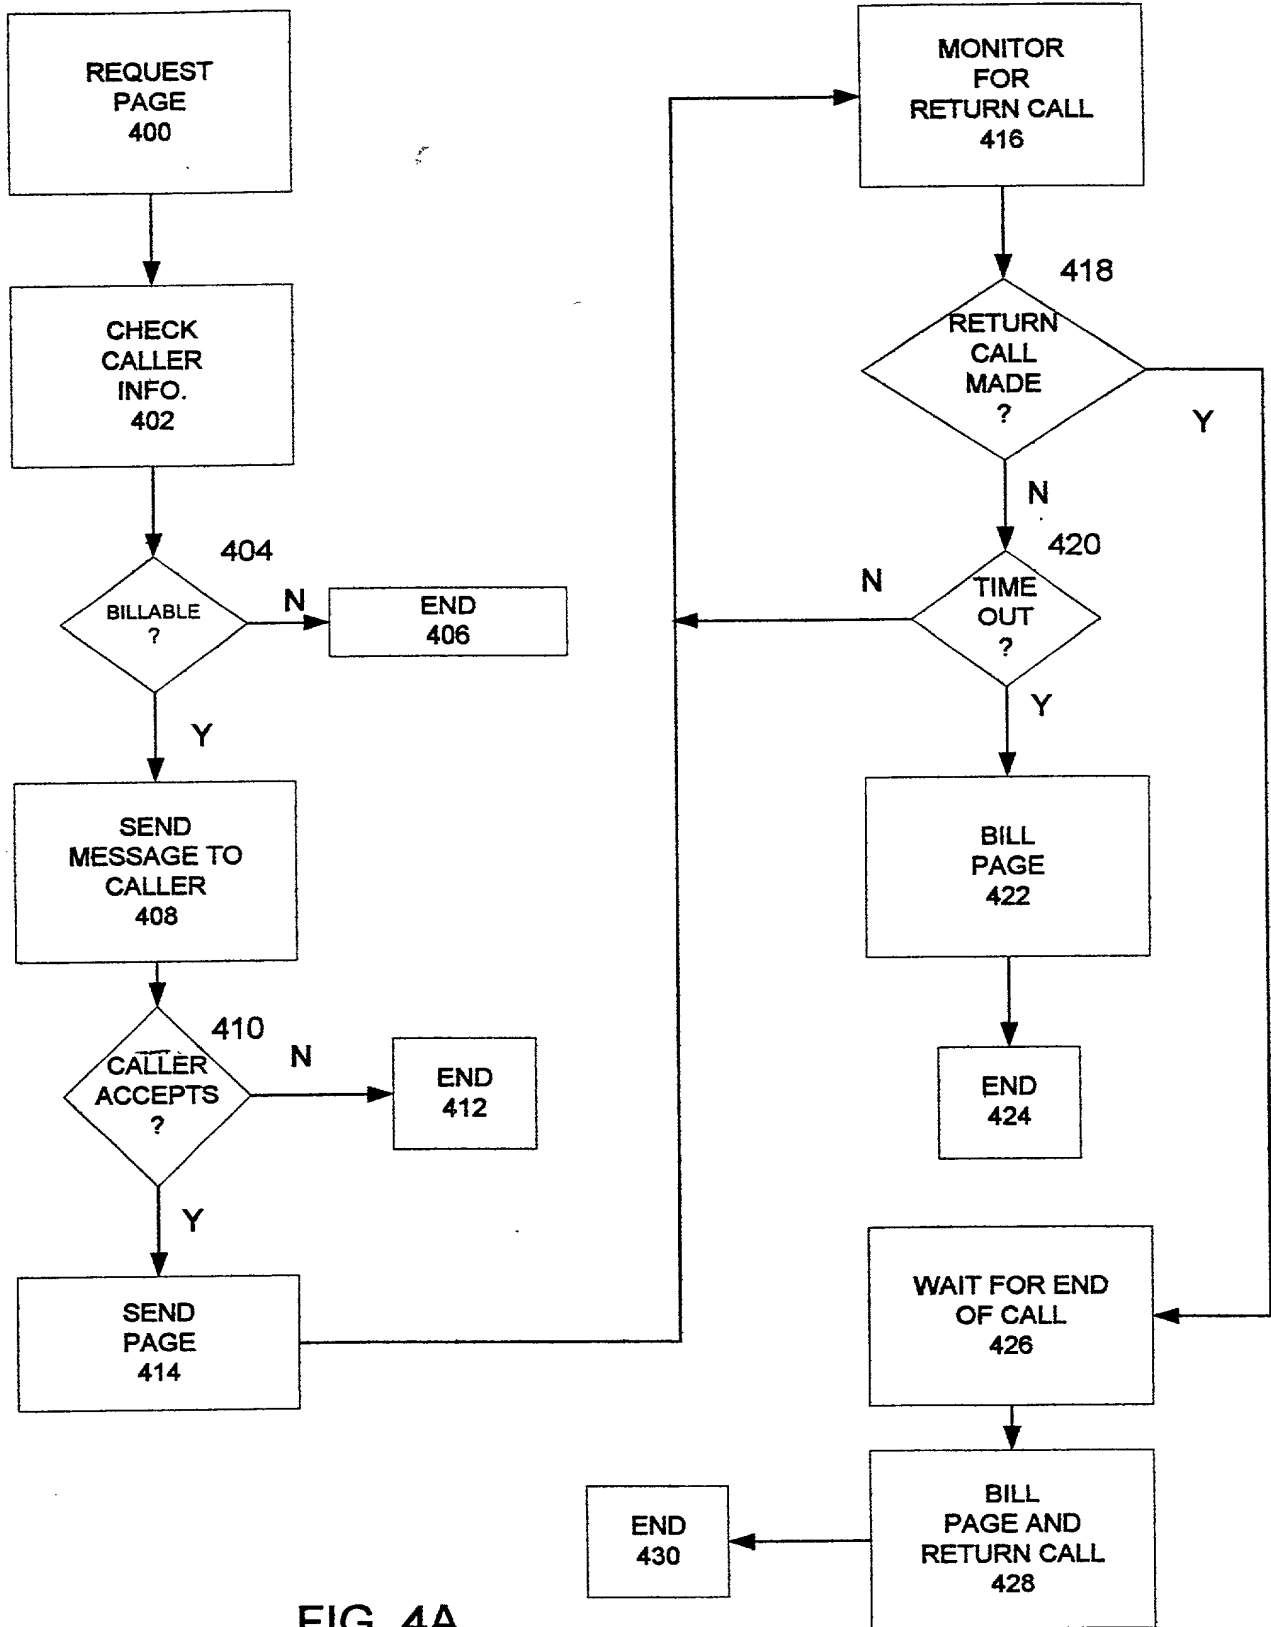 REQUEST
PAGE
400
CHECK
CALLER
INFO.
402
404
BILLABLE
?
N
END
406
Y
SEND
MESSAGE TO
CALLER
408
410
CALLER
ACCEPTS
?
N
END
412
Y
SEND
PAGE
414
MONITOR
FOR
RETURN CALL
416
418
RETURN
CALL
MADE
?
Y
N
420
TIME
OUT
?
N
Y
BILL
PAGE
422
END
424
WAIT FOR END
OF CALL
426
BILL
PAGE AND
RETURN CALL
428
END
430
FIG. 4A